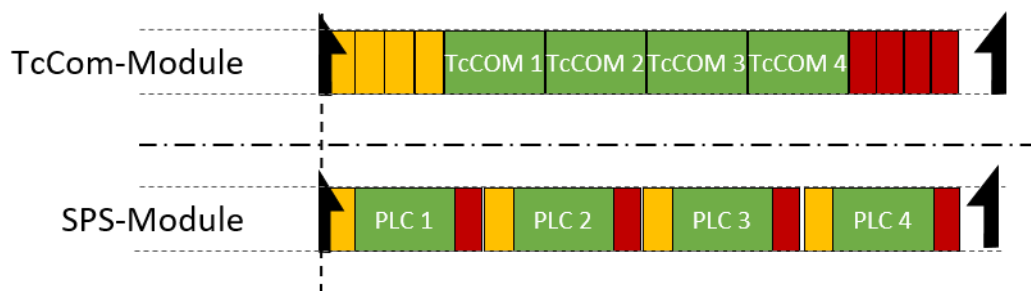 TcCom-Module
TcCOM 1 TcCOM 2 TcCOM 3 TcCOM 4
SPS-Module
PLC 1 PLC 2 PLC 3 PLC 4